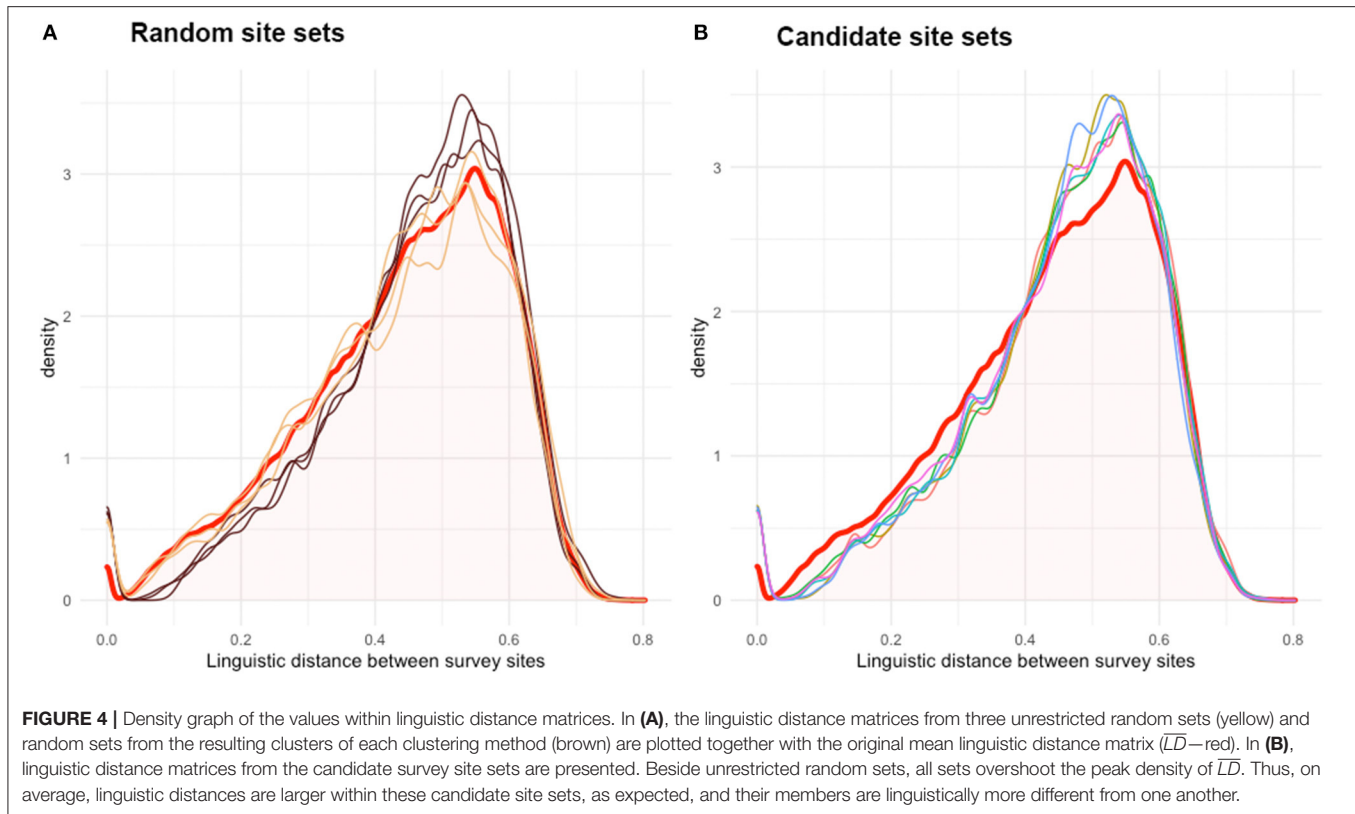 A Random site sets
3
2
1
0
density
0.0 0.2 0.4 0.6 0.8
Linguistic distance between survey sites
B Candidate site sets
3
2
1
0
density
0.0 0.2 0.4 0.6 0.8
Linguistic distance between survey sites
FIGURE 4 | Density graph of the values within linguistic distance matrices. In (A), the linguistic distance matrices from three unrestricted random sets (yellow) and
random sets from the resulting clusters of each clustering method (brown) are plotted together with the original mean linguistic distance matrix (L̅D̅—red). In (B),
linguistic distance matrices from the candidate survey site sets are presented. Beside unrestricted random sets, all sets overshoot the peak density of L̅D̅. Thus, on
average, linguistic distances are larger within these candidate site sets, as expected, and their members are linguistically more different from one another.